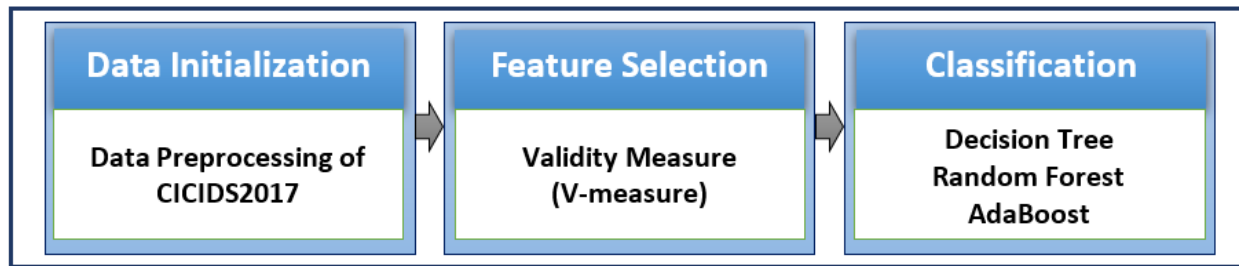 Data Initialization
Data Preprocessing of
CICIDS2017
Feature Selection
Validity Measure
(V-measure)
Classification
Decision Tree
Random Forest
AdaBoost